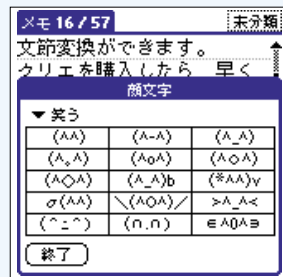 メモ 16 / 57 未分類
文節変換ができます。
クリエを購入したら 早く
顔文字
▼ 笑う
(^^) (^-^) (^_^)
(^。^) (^o^) (^○^)
(^◇^) (^_^)b (*^^)v
σ(^^) ＼(^O^)／ >^_^<
(＾ニ＾) (∩.∩) ∈^0^∋
終了